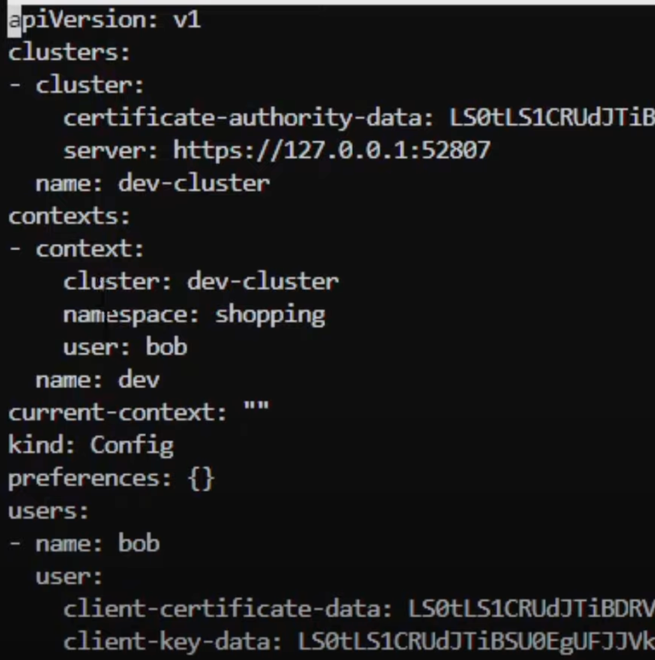 apiVersion: v1
clusters:
- cluster:
    certificate-authority-data: LS0tLS1CRUdJTiB
    server: https://127.0.0.1:52807
  name: dev-cluster
contexts:
- context:
    cluster: dev-cluster
    namespace: shopping
    user: bob
  name: dev
current-context: ""
kind: Config
preferences: {}
users:
- name: bob
  user:
    client-certificate-data: LS0tLS1CRUdJTiBDRV
    client-key-data: LS0tLS1CRUdJTiBSU0EgUFJJVk